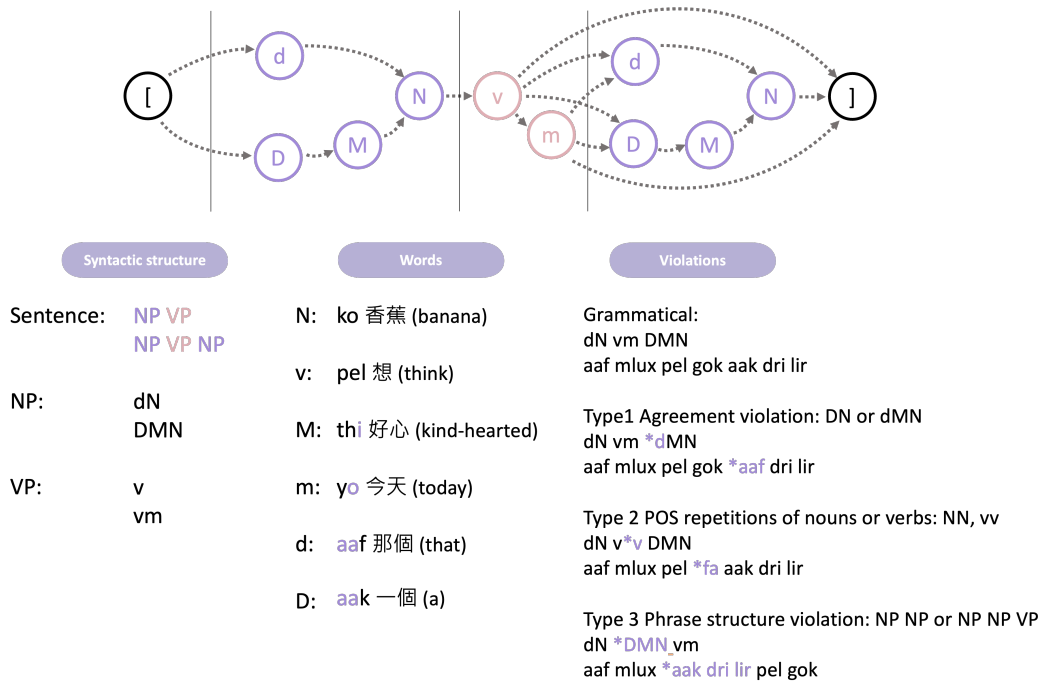 [
d
D
M
N
v
m
d
D
M
N
]
Syntactic structure
Sentence: NP VP
NP VP NP
NP: dN
DMN
VP: v
vm
Words
N: ko 香蕉 (banana)
v: pel 想 (think)
M: thi 好心 (kind-hearted)
m: yo 今天 (today)
d: aaf 那個 (that)
D: aak 一個 (a)
Violations
Grammatical:
dN vm DMN
aaf mlux pel gok aak dri lir
Type1 Agreement violation: DN or dMN
dN vm *dMN
aaf mlux pel gok *aaf dri lir
Type 2 POS repetitions of nouns or verbs: NN, vv
dN v*v DMN
aaf mlux pel *fa aak dri lir
Type 3 Phrase structure violation: NP NP or NP NP VP
dN *DMN vm
aaf mlux *aak dri lir pel gok